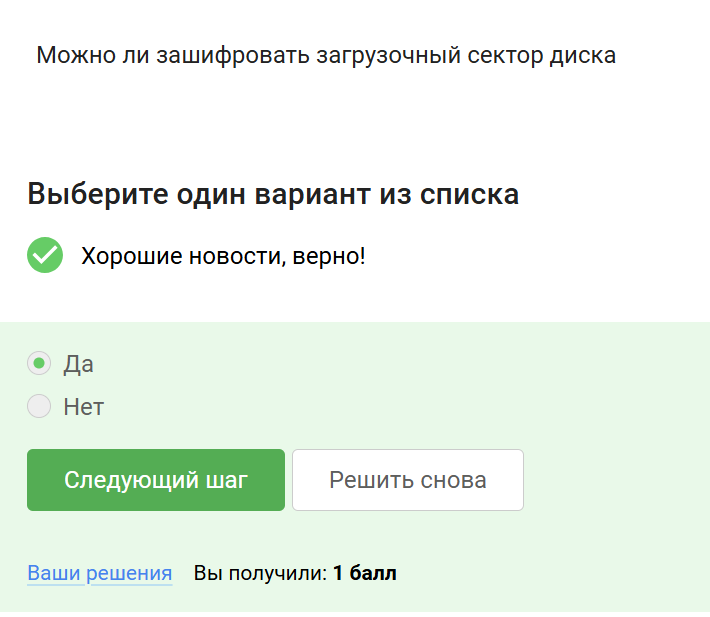 Можно ли зашифровать загрузочный сектор диска
Выберите один вариант из списка
Хорошие новости, верно!
Да
Нет
Следующий шаг
Решить снова
Ваши решения Вы получили: 1 балл